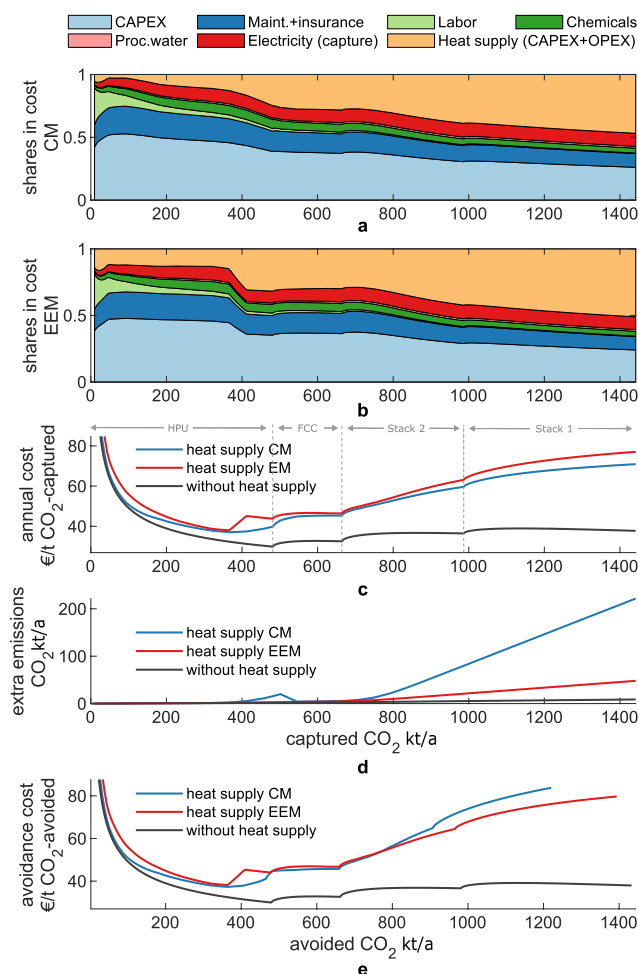 CAPEX Maint.+insurance Labor Chemicals
Proc.water Electricity (capture) Heat supply (CAPEX+OPEX)
shares in cost
CM
1
0.5
0
0 200 400 600 800 1000 1200 1400
a
shares in cost
EEM
1
0.5
0
0 200 400 600 800 1000 1200 1400
b
HPU FCC Stack 2 Stack 1
annual cost
€/t CO2-captured
80
60
40
heat supply CM
heat supply EM
without heat supply
0 200 400 600 800 1000 1200 1400
c
extra emissions
CO2kt/a
200
100
0
heat supply CM
heat supply EEM
without heat supply
0 200 400 600 800 1000 1200 1400
captured CO2 kt/a
d
avoidance cost
€/t CO2-avoided
80
60
40
heat supply CM
heat supply EEM
without heat supply
200 400 600 800 1000 1200 1400
avoided CO2 kt/a
e